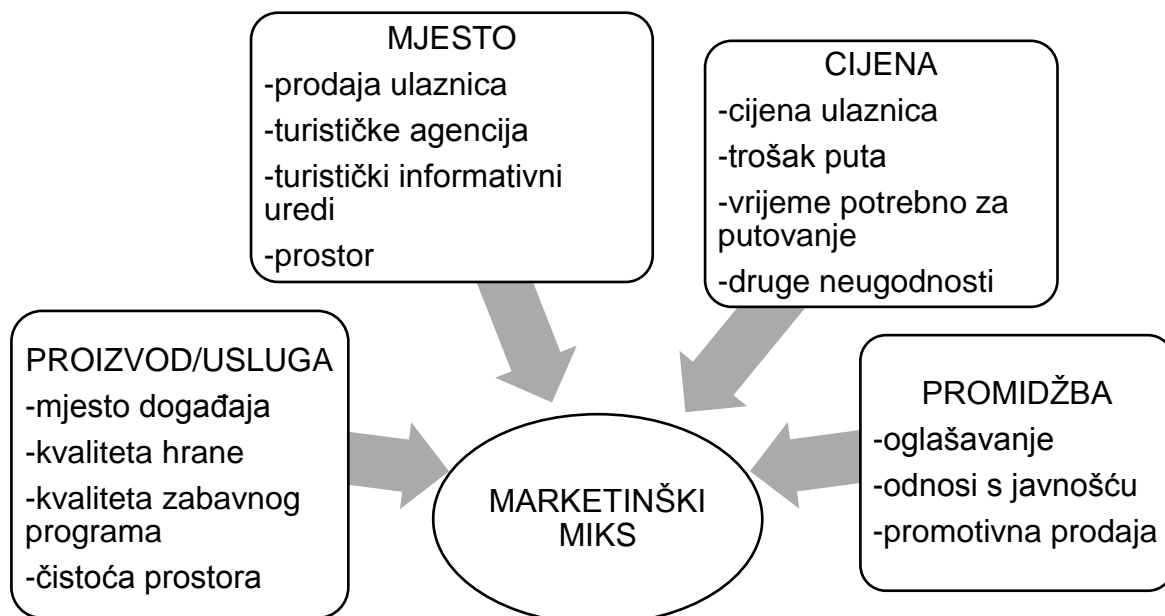 MJESTO
-prodaja ulaznica
-turističke agencija
-turistički informativni
uredi
-prostor
CIJENA
-cijena ulaznica
-trošak puta
-vrijeme potrebno za
putovanje
-druge neugodnosti
PROIZVOD/USLUGA
-mjesto događaja
-kvaliteta hrane
-kvaliteta zabavnog
programa
-čistoća prostora
MARKETINŠKI
MIKS
PROMIDŽBA
-oglašavanje
-odnosi s javnošću
-promotivna prodaja